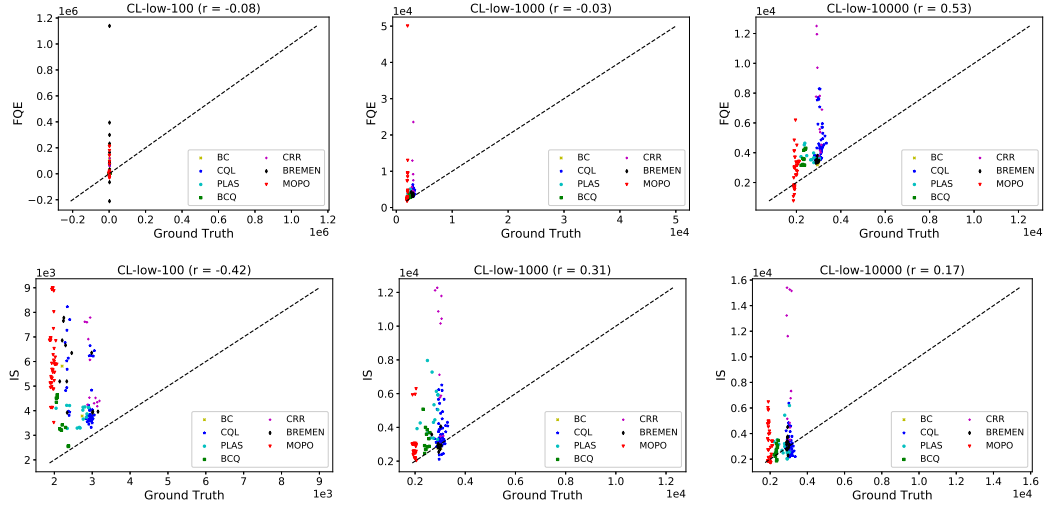 CL-low-100 (r = -0.08)
1e6
FQE
1.2
1.0
0.8
0.6
0.4
0.2
0.0
−0.2
−0.2 0.0 0.2 0.4 0.6 0.8 1.0 1.2
Ground Truth
1e6
BC
CQL
PLAS
BCQ
CRR
BREMEN
MOPO
CL-low-1000 (r = -0.03)
1e4
FQE
5
4
3
2
1
0
0 1 2 3 4 5
Ground Truth
1e4
BC
CQL
PLAS
BCQ
CRR
BREMEN
MOPO
CL-low-10000 (r = 0.53)
1e4
FQE
1.2
1.0
0.8
0.6
0.4
0.2
0.2 0.4 0.6 0.8 1.0 1.2
Ground Truth
1e4
BC
CQL
PLAS
BCQ
CRR
BREMEN
MOPO
CL-low-100 (r = -0.42)
1e3
IS
9
8
7
6
5
4
3
2
2 3 4 5 6 7 8 9
Ground Truth
1e3
BC
CQL
PLAS
BCQ
CRR
BREMEN
MOPO
CL-low-1000 (r = 0.31)
1e4
IS
1.2
1.0
0.8
0.6
0.4
0.2
0.2 0.4 0.6 0.8 1.0 1.2
Ground Truth
1e4
BC
CQL
PLAS
BCQ
CRR
BREMEN
MOPO
CL-low-10000 (r = 0.17)
1e4
IS
1.6
1.4
1.2
1.0
0.8
0.6
0.4
0.2
0.2 0.4 0.6 0.8 1.0 1.2 1.4 1.6
Ground Truth
1e4
BC
CQL
PLAS
BCQ
CRR
BREMEN
MOPO